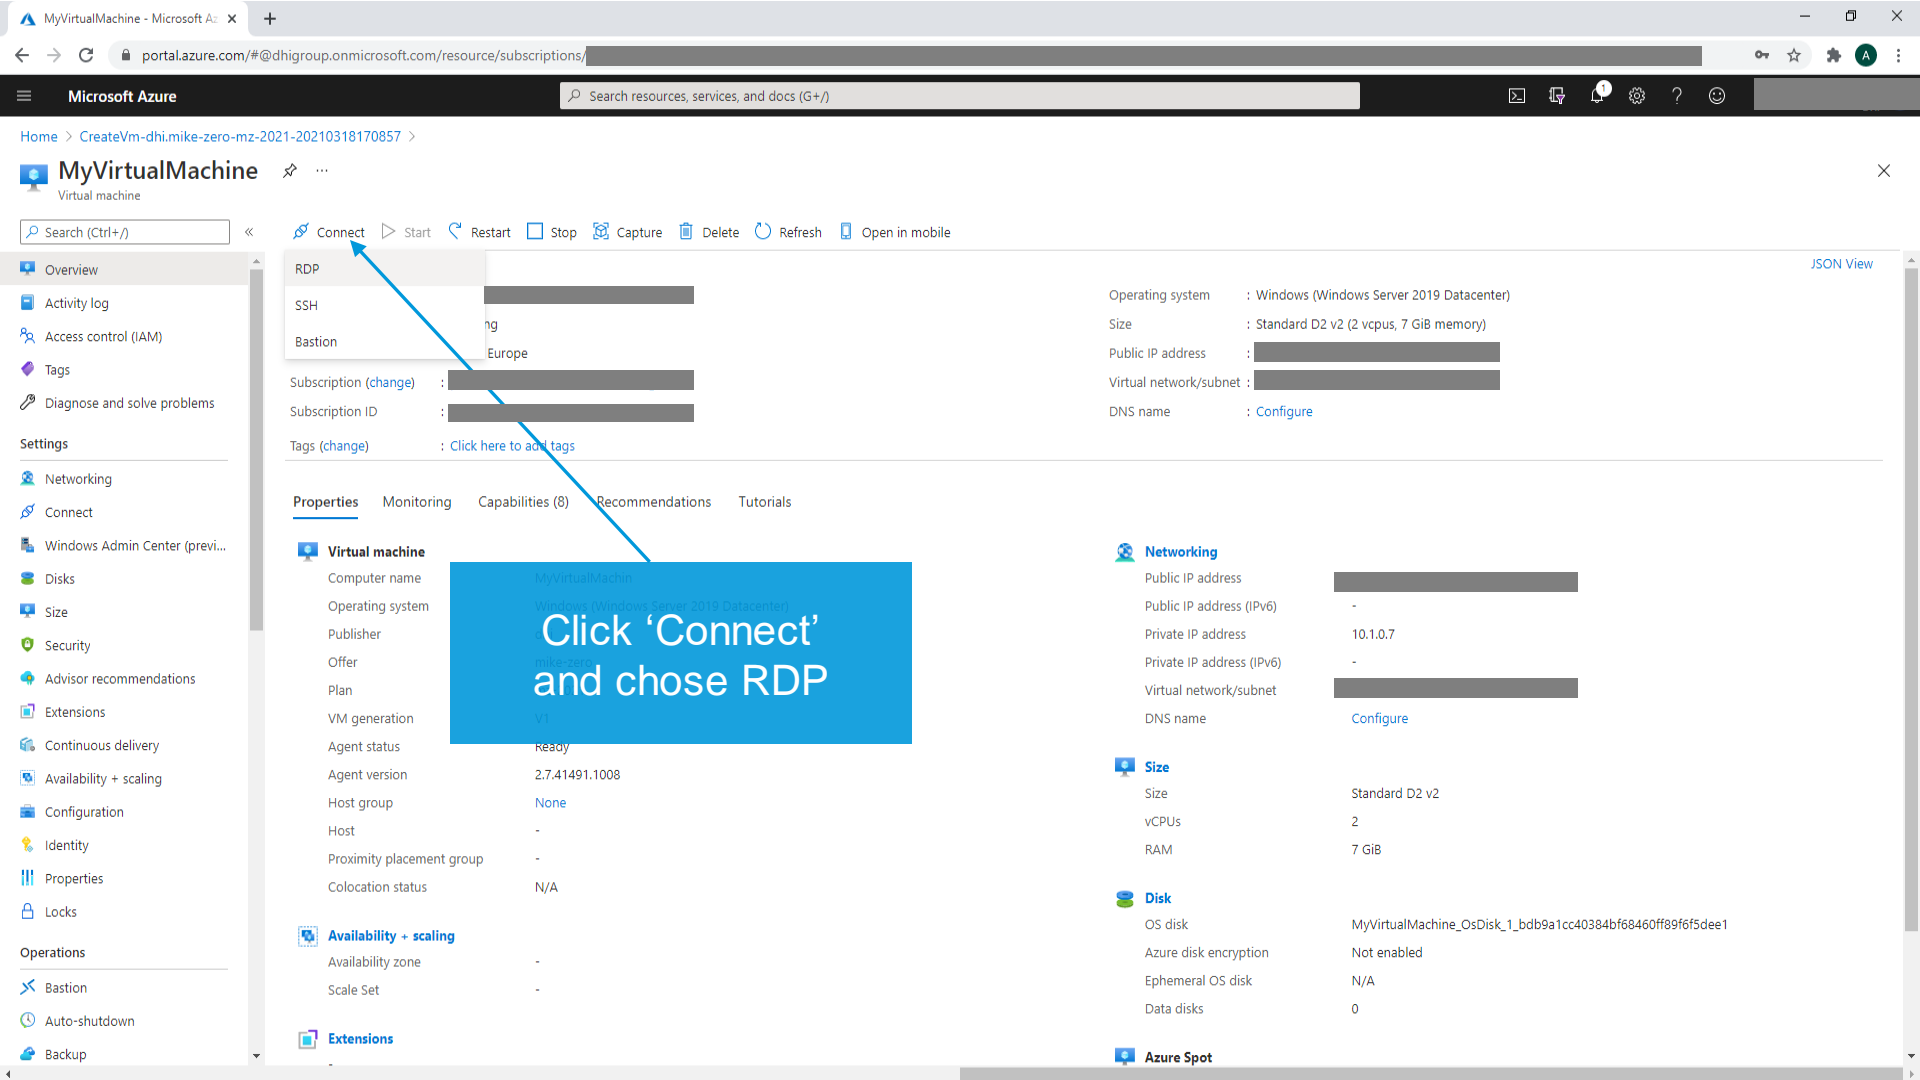 MyVirtualMachine - Microsoft Az
portal.azure.com/#@dhigroup.onmicrosoft.com/resource/subscriptions/
A
Microsoft Azure
Search resources, services, and docs (G+/)
1
Home > CreateVm-dhi.mike-zero-mz-2021-20210318170857 >
MyVirtualMachine
Virtual machine
Search (Ctrl+/)
Connect Start Restart Stop Capture Delete Refresh Open in mobile
RDP
SSH
Bastion
JSON View
Overview
Activity log
Access control (IAM)
Tags
Diagnose and solve problems
Settings
Networking
Connect
Windows Admin Center (previ...
Disks
Size
Security
Advisor recommendations
Extensions
Continuous delivery
Availability + scaling
Configuration
Identity
Properties
Locks
Operations
Bastion
Auto-shutdown
Backup
ng
Europe
Subscription (change) :
Subscription ID :
Tags (change) : Click here to add tags
Operating system : Windows (Windows Server 2019 Datacenter)
Size : Standard D2 v2 (2 vcpus, 7 GiB memory)
Public IP address :
Virtual network/subnet :
DNS name : Configure
Properties Monitoring Capabilities (8) Recommendations Tutorials
Virtual machine
Computer name MyVirtualMachin
Operating system Windows (Windows Server 2019 Datacenter)
Publisher
Offer mike-zero
Plan
VM generation V1
Agent status Ready
Agent version 2.7.41491.1008
Host group None
Host -
Proximity placement group -
Colocation status N/A
Availability + scaling
Availability zone -
Scale Set -
Extensions
-
Click ‘Connect’
and chose RDP
Networking
Public IP address
Public IP address (IPv6) -
Private IP address 10.1.0.7
Private IP address (IPv6) -
Virtual network/subnet
DNS name Configure
Size
Size Standard D2 v2
vCPUs 2
RAM 7 GiB
Disk
OS disk MyVirtualMachine_OsDisk_1_bdb9a1cc40384bf68460ff89f6f5dee1
Azure disk encryption Not enabled
Ephemeral OS disk N/A
Data disks 0
Azure Spot